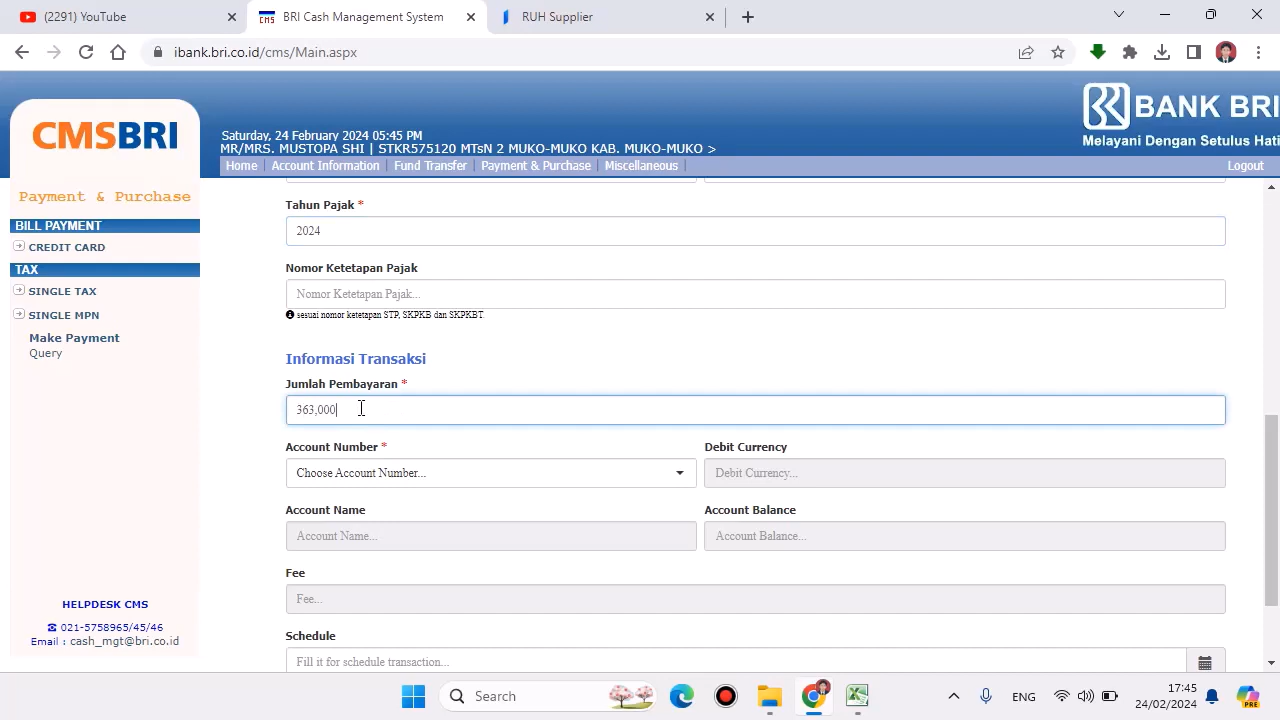 (2291) YouTube
CMS
BRI Cash Management System
RUH Supplier
ibank.bri.co.id/cms/Main.aspx
CMSBRI
Saturday, 24 February 2024 05:45 PM
MR/MRS. MUSTOPA SHI | STKR575120 MTsN 2 MUKO-MUKO KAB. MUKO-MUKO >
BANK BRI
Melayani Dengan Setulus Hati
Home
Account Information
Fund Transfer
Payment & Purchase
Miscellaneous
Logout
Payment & Purchase
BILL PAYMENT
CREDIT CARD
TAX
SINGLE TAX
SINGLE MPN
Make Payment
Query
HELPDESK CMS
☎ 021-5758965/45/46
Email : cash_mgt@bri.co.id
Tahun Pajak *
2024
Nomor Ketetapan Pajak
Nomor Ketetapan Pajak...
sesuai nomor ketetapan STP, SKPKB dan SKPKBT.
Informasi Transaksi
Jumlah Pembayaran *
363,000
Account Number *
Debit Currency
Choose Account Number...
Debit Currency...
Account Name
Account Balance
Account Name...
Account Balance...
Fee
Fee...
Schedule
Fill it for schedule transaction...
Search
ENG
17:45
24/02/2024
PRE